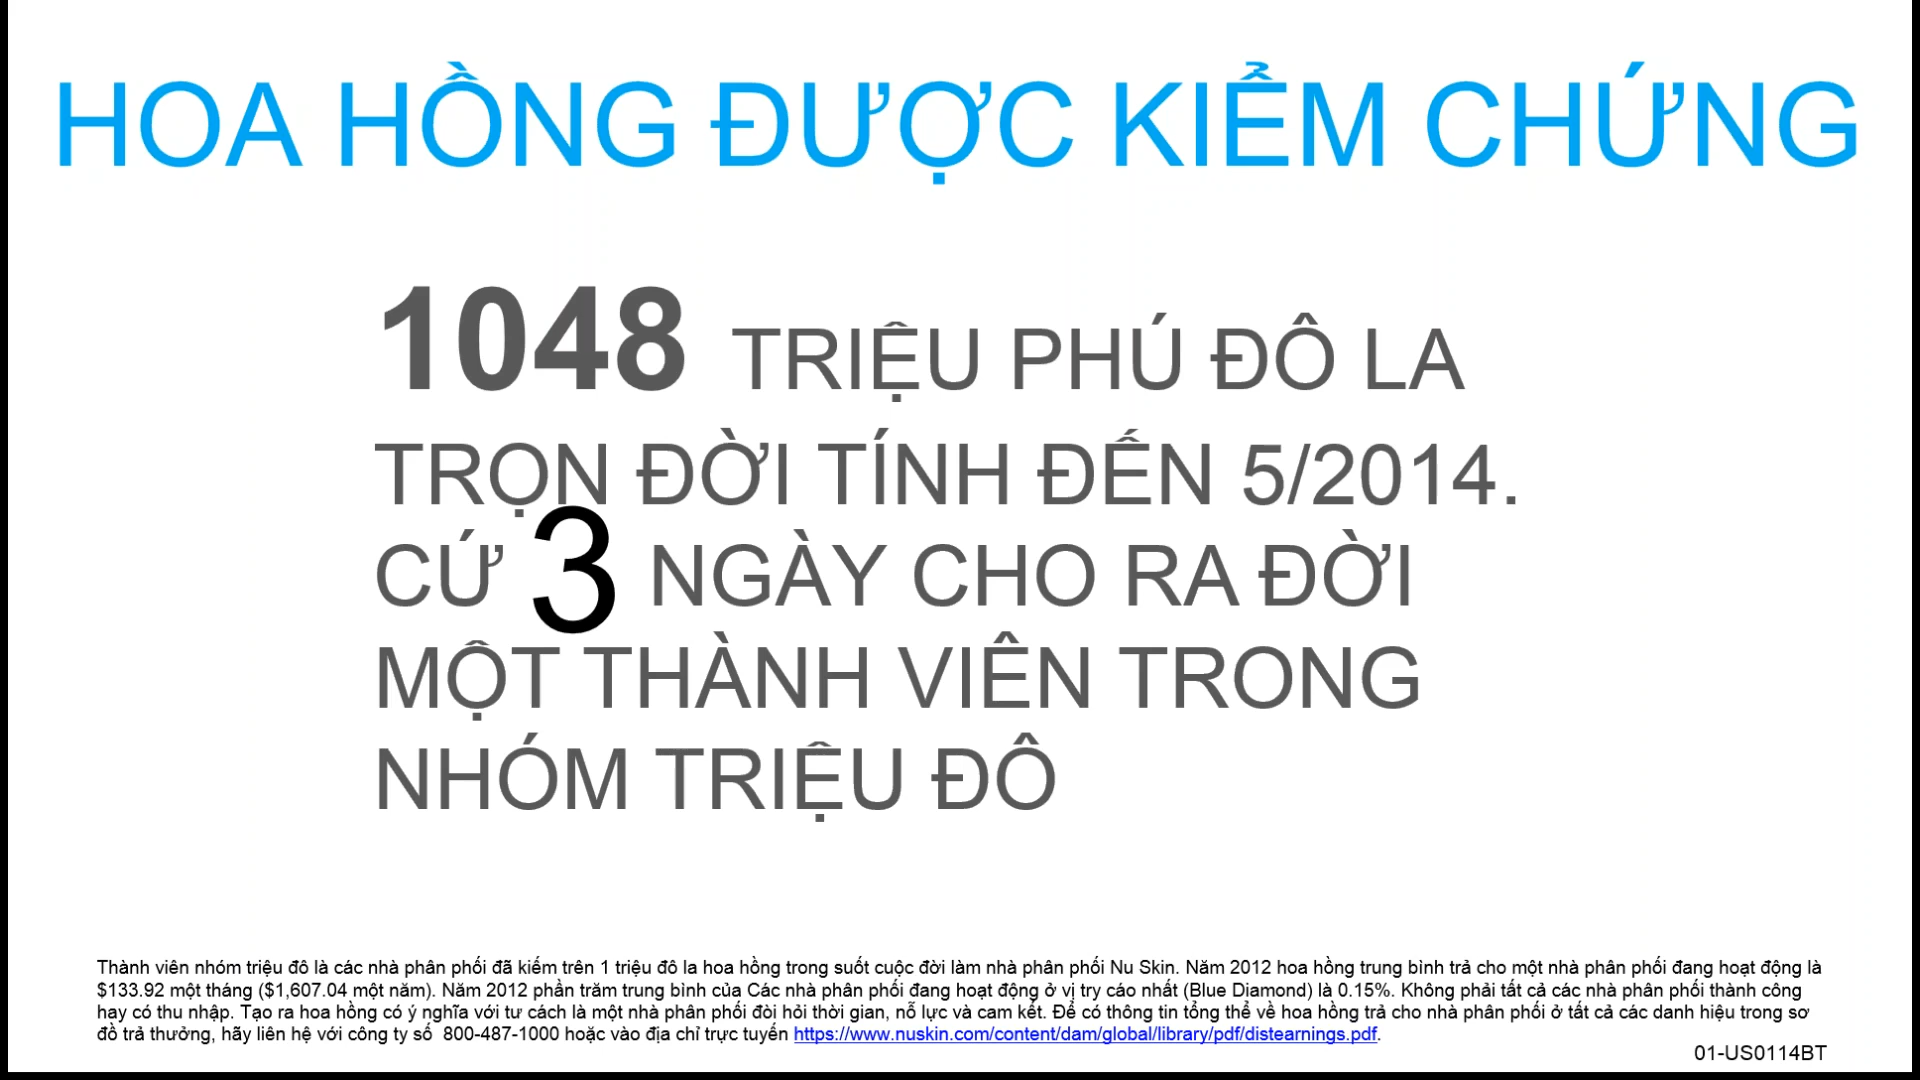 HOA HỒNG ĐƯỢC KIỂM CHỨNG
1048 TRIỆU PHÚ ĐÔ LA
TRỌN ĐỜI TÍNH ĐẾN 5/2014.
CỨ 3 NGÀY CHO RA ĐỜI
MỘT THÀNH VIÊN TRONG
NHÓM TRIỆU ĐÔ
Thành viên nhóm triệu đô là các nhà phân phối đã kiếm trên 1 triệu đô la hoa hồng trong suốt cuộc đời làm nhà phân phối Nu Skin. Năm 2012 hoa hồng trung bình trả cho một nhà phân phối đang hoạt động là
$133.92 một tháng ($1,607.04 một năm). Năm 2012 phần trăm trung bình của Các nhà phân phối đang hoạt động ở vị try cáo nhất (Blue Diamond) là 0.15%. Không phải tất cả các nhà phân phối thành công
hay có thu nhập. Tạo ra hoa hồng có ý nghĩa với tư cách là một nhà phân phối đòi hỏi thời gian, nỗ lực và cam kết. Để có thông tin tổng thể về hoa hồng trả cho nhà phân phối ở tất cả các danh hiệu trong sơ
đồ trả thưởng, hãy liên hệ với công ty số 800-487-1000 hoặc vào địa chỉ trực tuyến https://www.nuskin.com/content/dam/global/library/pdf/distearnings.pdf.
01-US0114BT